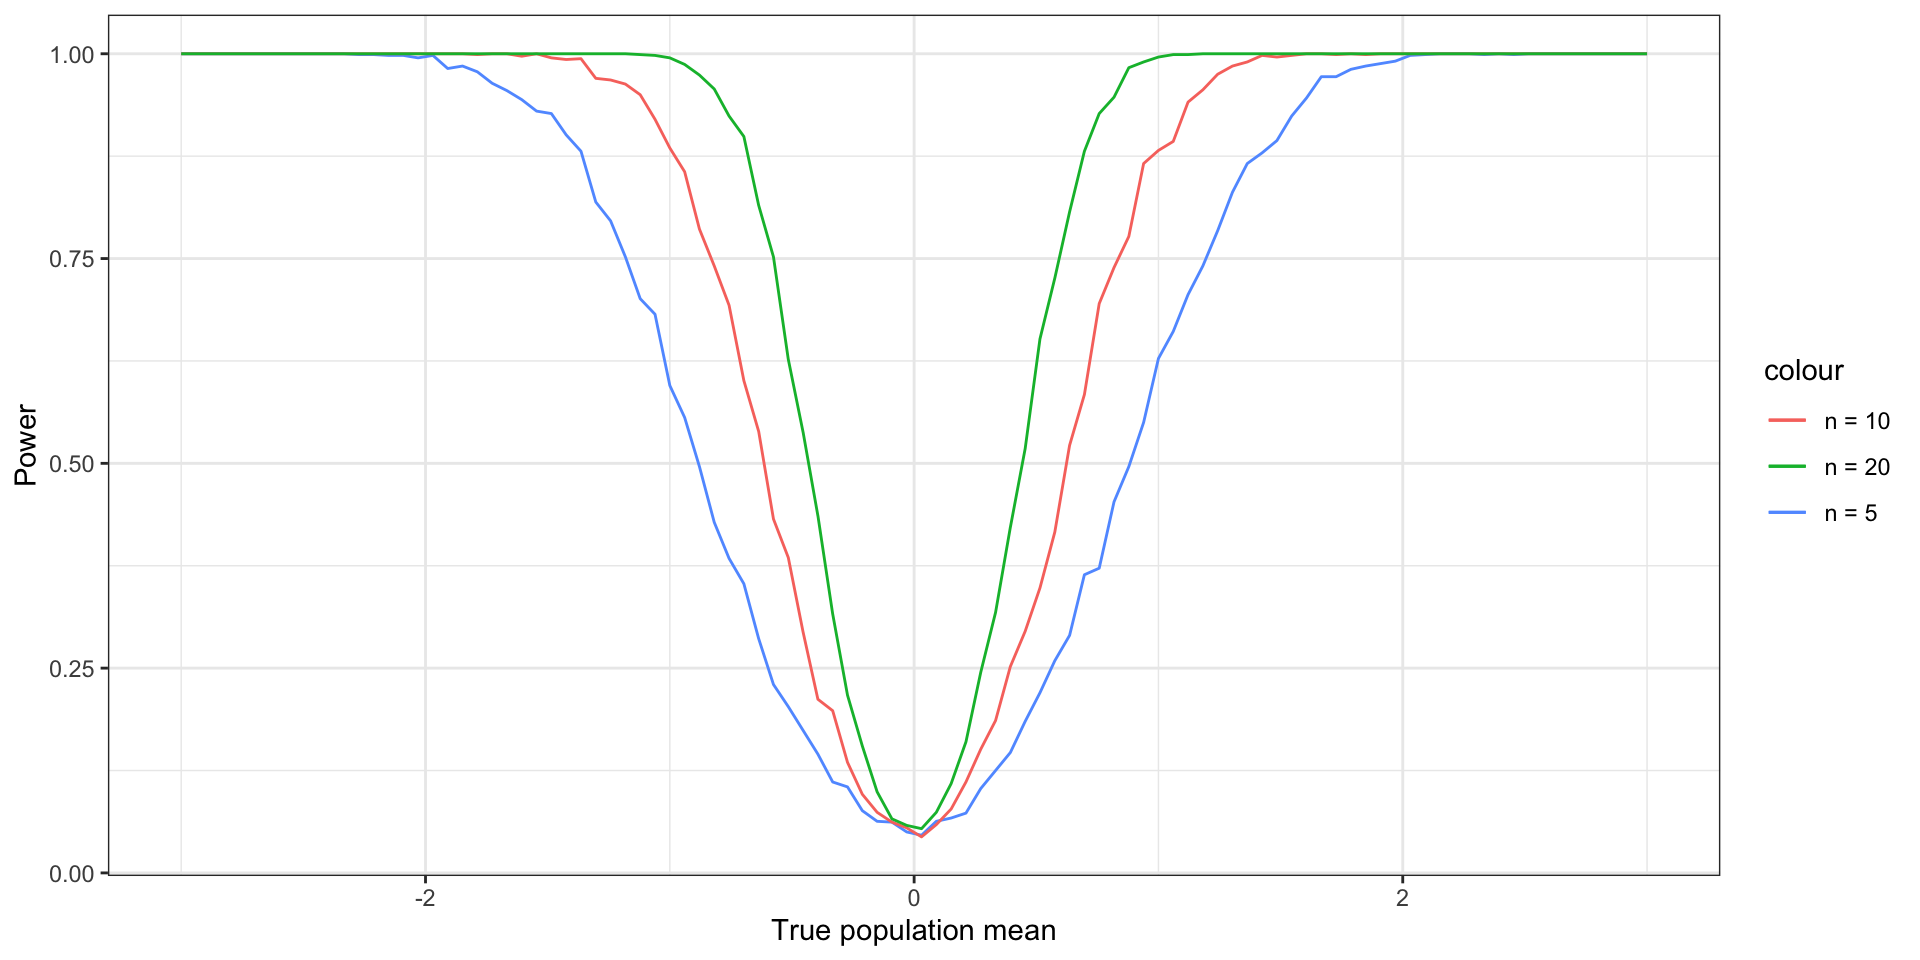 1.00
0.75
0.50
0.25
0.00
Power
-2
0
2
True population mean
colour
n = 10
n = 20
n = 5